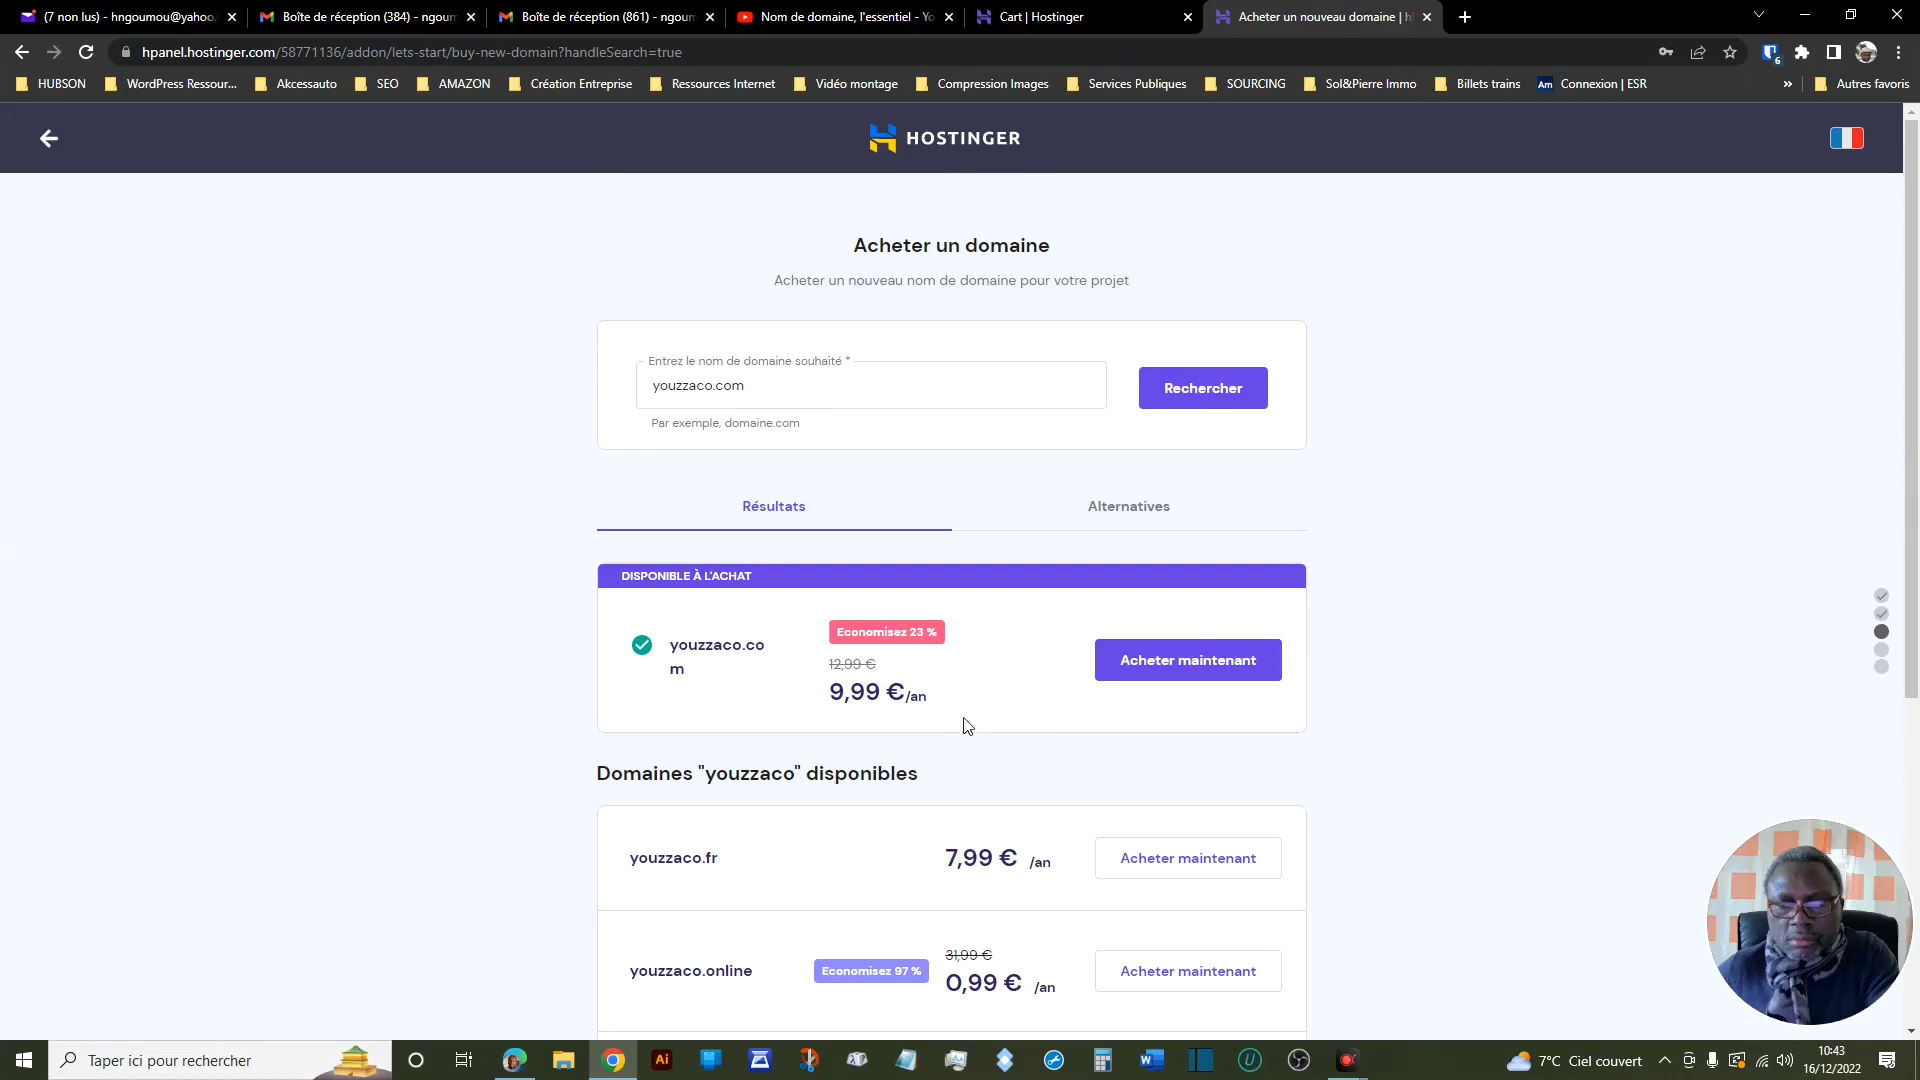 (7 non lus) - hngoumou@yahoo.
Boîte de réception (384) - ngoum
Boîte de réception (861) - ngoum
Nom de domaine, l'essentiel - Yo
Cart | Hostinger
Acheter un nouveau domaine | h
hpanel.hostinger.com/58771136/addon/lets-start/buy-new-domain?handleSearch=true
6
HUBSON
WordPress Ressour...
Akcessauto
SEO
AMAZON
Création Entreprise
Ressources Internet
Vidéo montage
Compression Images
Services Publiques
SOURCING
Sol&Pierre Immo
Billets trains
Am
Connexion | ESR
»
Autres favoris
HOSTINGER
Acheter un domaine
Acheter un nouveau nom de domaine pour votre projet
Entrez le nom de domaine souhaité *
youzzaco.com
Rechercher
Par exemple, domaine.com
Résultats
Alternatives
DISPONIBLE À L'ACHAT
Economisez 23 %
youzzaco.co
m
12,99 €
9,99 €/an
Acheter maintenant
Domaines "youzzaco" disponibles
youzzaco.fr
7,99 € /an
Acheter maintenant
youzzaco.online
Economisez 97 %
31,99 €
0,99 € /an
Acheter maintenant
Taper ici pour rechercher
Ai
7°C Ciel couvert
10:43
16/12/2022